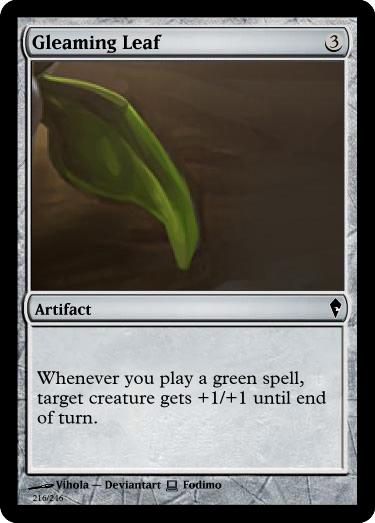 Gleaming Leaf 3
Artifact
Whenever you play a green spell,
target creature gets +1/+1 until end
of turn.
Vihola — Deviantart Fodimo
216/246